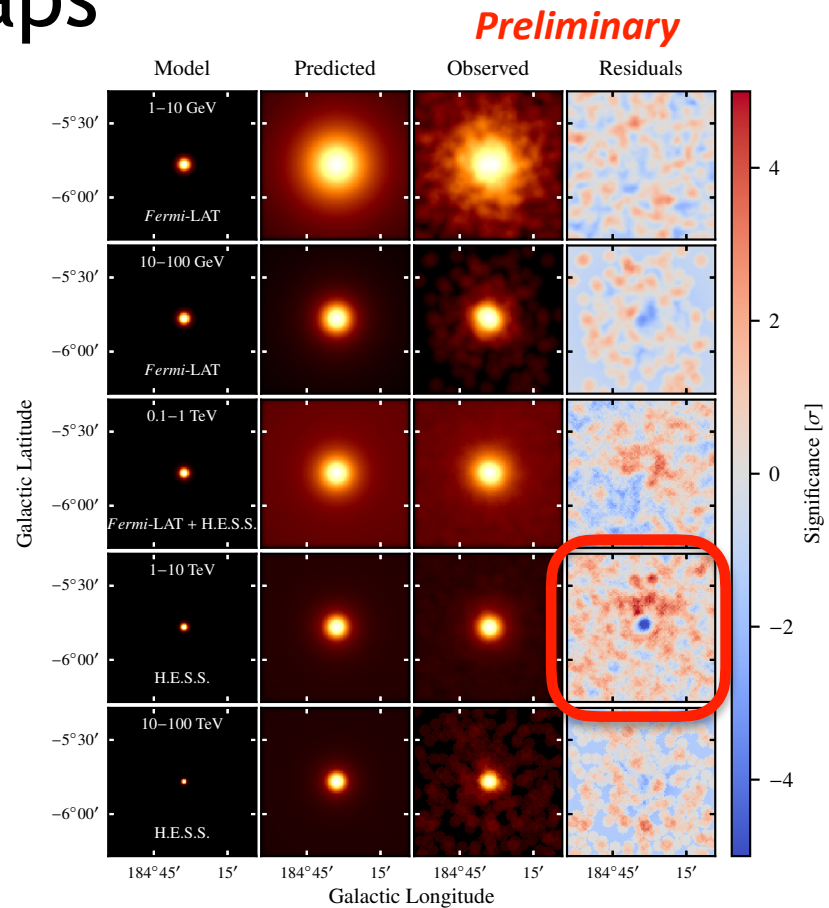 aps
Preliminary
Model Predicted Observed Residuals
1–10 GeV
Fermi-LAT
10–100 GeV
Fermi-LAT
0.1–1 TeV
Fermi-LAT + H.E.S.S.
1–10 TeV
H.E.S.S.
10–100 TeV
H.E.S.S.
−5°30′
−6°00′
−5°30′
−6°00′
−5°30′
−6°00′
−5°30′
−6°00′
−5°30′
−6°00′
Galactic Latitude
184°45′ 15′ 184°45′ 15′ 184°45′ 15′ 184°45′ 15′
Galactic Longitude
4
2
0
−2
−4
Significance [σ]